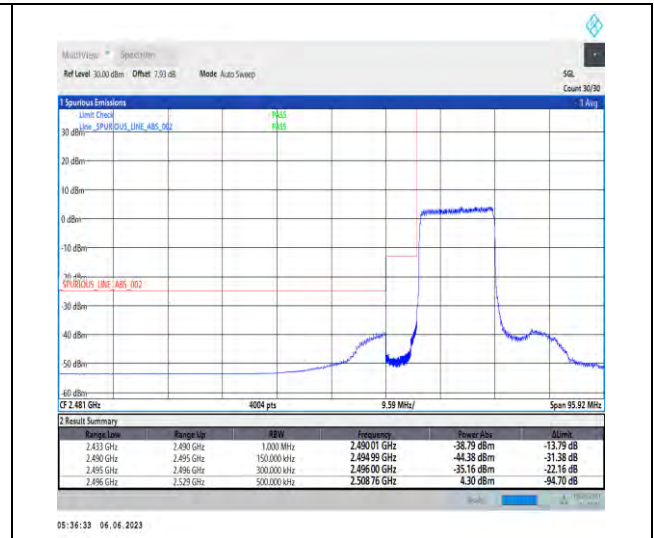 MultiView Spectrum
Ref Level 30.00 dBm Offset 7.93 dB Mode Auto Sweep SGL
Count 30/30
1 Spurious Emissions 1 Avg
Limit Check PASS
Line _SPURIOUS_LINE_ABS_002 PASS
30 dBm
20 dBm
10 dBm
0 dBm
-10 dBm
-20 dBm
SPURIOUS_LINE_ABS_002
-30 dBm
-40 dBm
-50 dBm
-60 dBm
CF 2.481 GHz 4004 pts 9.59 MHz/ Span 95.92 MHz
2 Result Summary
Range Low Range Up RBW Frequency Power Abs ΔLimit
2.433 GHz 2.490 GHz 1.000 MHz 2.490 01 GHz -38.79 dBm -13.79 dB
2.490 GHz 2.495 GHz 150.000 kHz 2.494 99 GHz -44.38 dBm -31.38 dB
2.495 GHz 2.496 GHz 300.000 kHz 2.496 00 GHz -35.16 dBm -22.16 dB
2.496 GHz 2.529 GHz 500.000 kHz 2.508 76 GHz 4.30 dBm -94.70 dB
05:36:33 06.06.2023